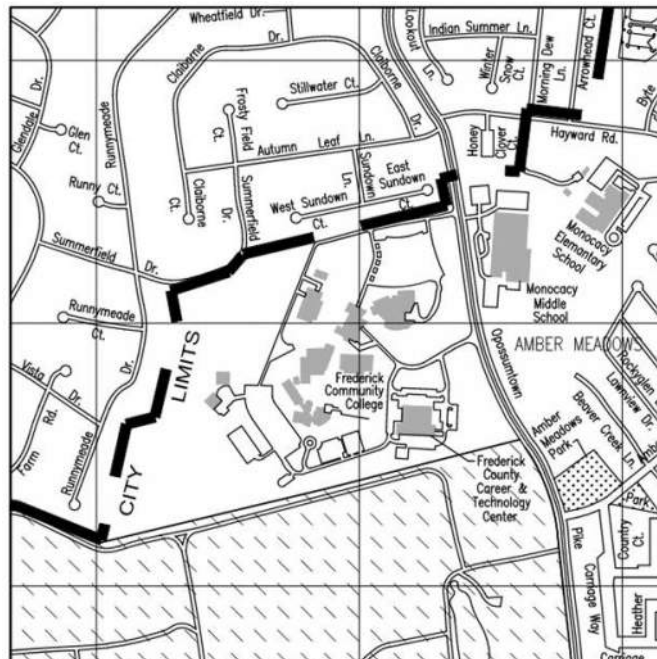 Wheatfield Dr.
Dr.
Claiborne
Claiborne
Dr.
Lookout
Ln.
Indian Summer Ln.
Winter
Snow
Ct.
Morning Dew
Ln.
Arrowhead Ct.
Byte
Stillwater Ct.
Frosty Field
Ct.
Glendale
Dr.
Glen
Ct.
Runnymeade
Dr.
Autumn Leaf Ln.
Honey
Clover
Ct.
Hayward Rd.
Runny Ct.
Claiborne
Ct.
Summerfield
Dr.
Sundown
Ln.
East
Sundown
Ct.
West Sundown
Ct.
Monocacy
Elementary
School
Summerfield
Dr.
Monocacy
Middle
School
Runnymeade
Ct.
Dr.
LIMITS
CITY
Opossumtown
Pike
AMBER MEADOWS
Rockyglen
Lawnview Dr.
Beaver Creek
Ln.
Amber
Meadows
Park
Vista
Dr.
Farm
Rd.
Runnymeade
Frederick
Community
College
Frederick
County
Career &
Technology
Center
Park
Country
Ct.
Carriage Way
Heather
Carriage